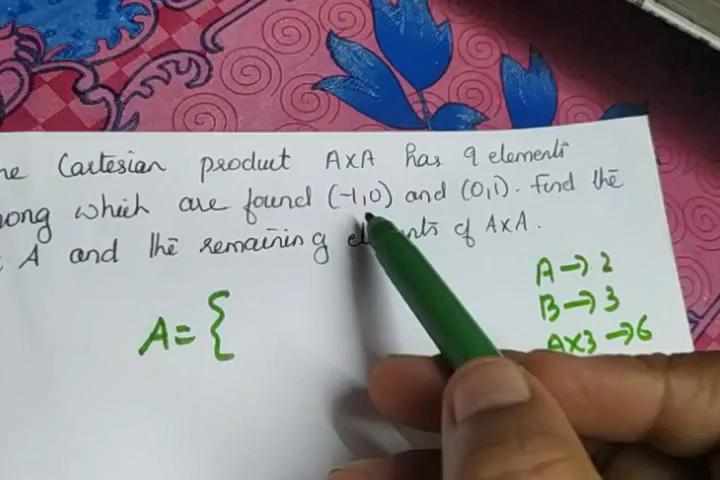 Cartesian product A×A has 9 elements
which are found (-1,0) and (0,1). Find the
A and the remaining elements of A×A.
A→2
B→3
A×3→6
A={